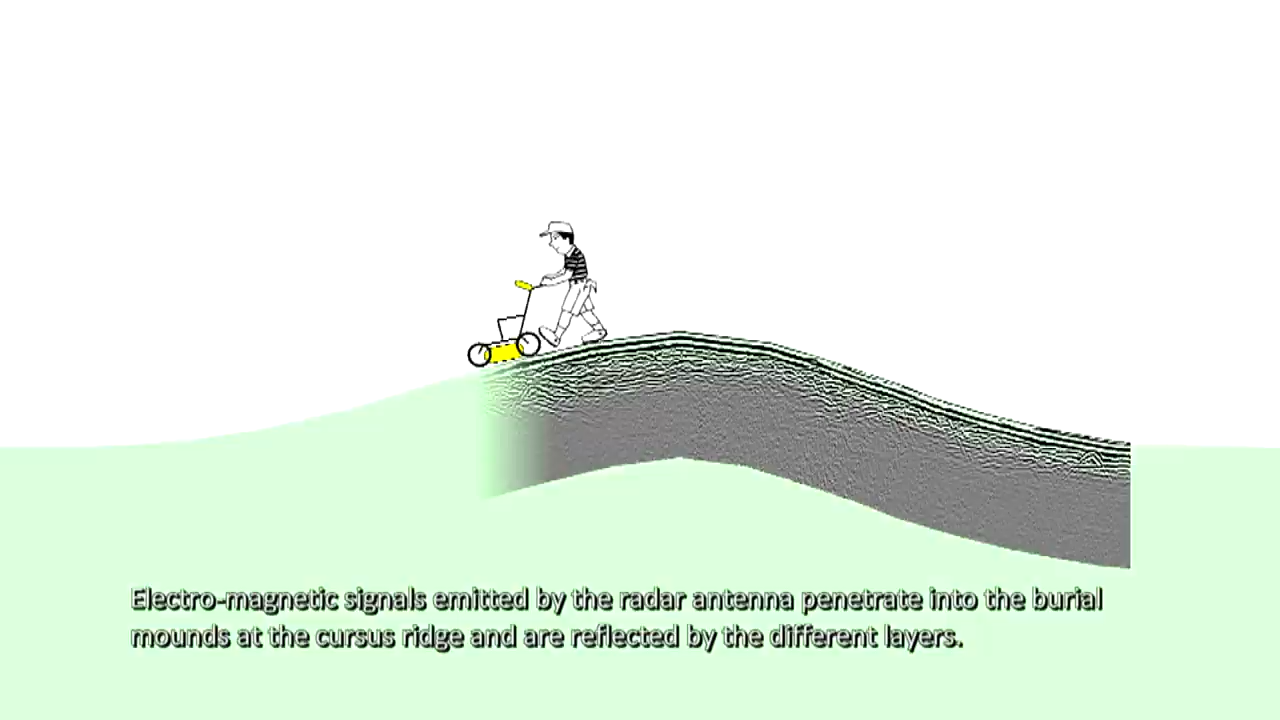 Electro-magnetic signals emitted by the radar antenna penetrate into the burial
mounds at the cursus ridge and are reflected by the different layers.